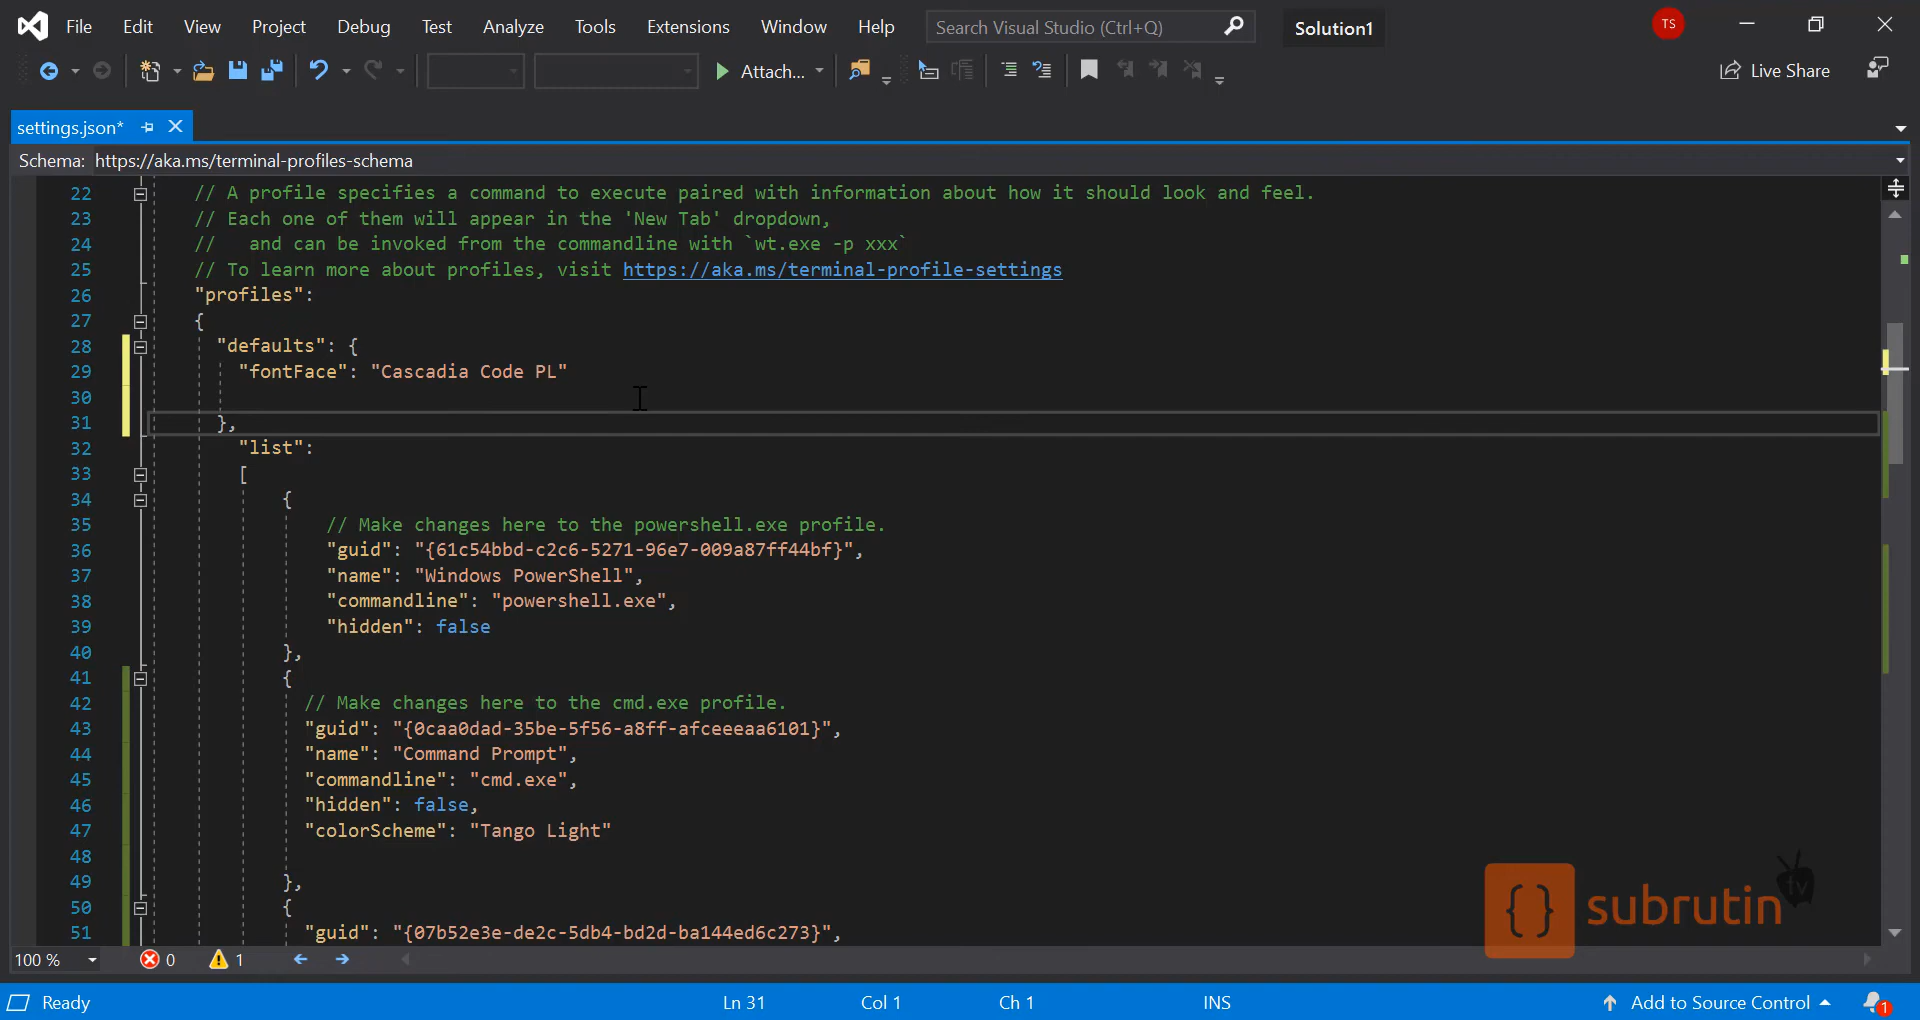 File Edit View Project Debug Test Analyze Tools Extensions Window Help Search Visual Studio (Ctrl+Q) Solution1 TS
Attach... Live Share
settings.json*
Schema: https://aka.ms/terminal-profiles-schema
22 // A profile specifies a command to execute paired with information about how it should look and feel.
23 // Each one of them will appear in the 'New Tab' dropdown,
24 //   and can be invoked from the commandline with `wt.exe -p xxx`
25 // To learn more about profiles, visit https://aka.ms/terminal-profile-settings
26 "profiles":
27 {
28 "defaults": {
29 "fontFace": "Cascadia Code PL"
30
31 },
32 "list":
33 [
34 {
35 // Make changes here to the powershell.exe profile.
36 "guid": "{61c54bbd-c2c6-5271-96e7-009a87ff44bf}",
37 "name": "Windows PowerShell",
38 "commandline": "powershell.exe",
39 "hidden": false
40 },
41 {
42 // Make changes here to the cmd.exe profile.
43 "guid": "{0caa0dad-35be-5f56-a8ff-afceeeaa6101}",
44 "name": "Command Prompt",
45 "commandline": "cmd.exe",
46 "hidden": false,
47 "colorScheme": "Tango Light"
48
49 },
50 {
51 "guid": "{07b52e3e-de2c-5db4-bd2d-ba144ed6c273}",
{} subrutin tv
100 % 0 1
Ready Ln 31 Col 1 Ch 1 INS Add to Source Control 1